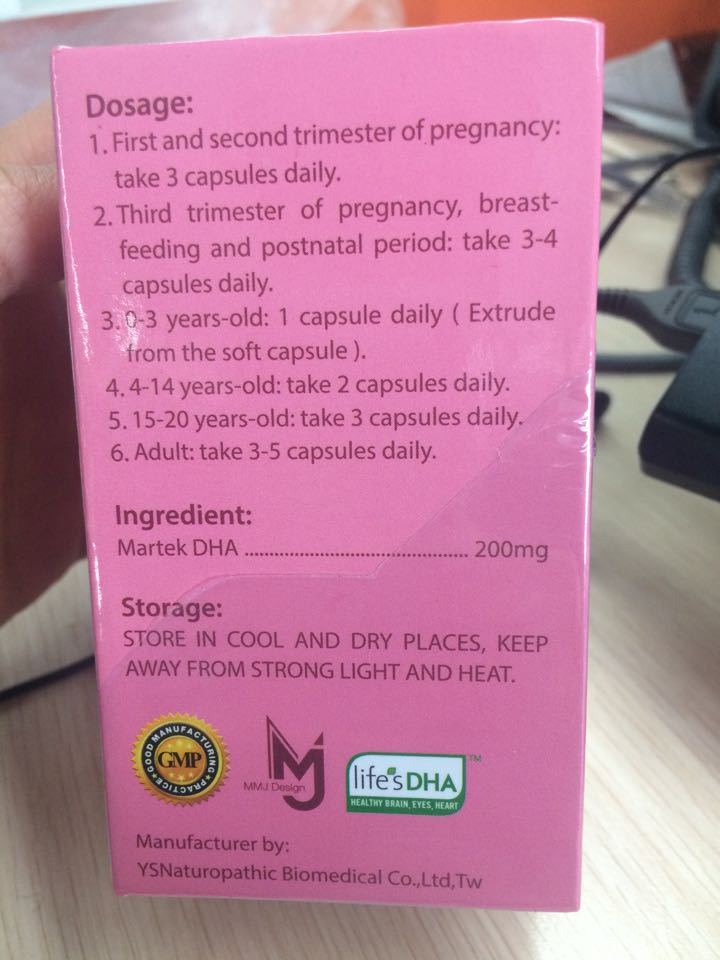 Dosage:
1. First and second trimester of pregnancy:
take 3 capsules daily.
2. Third trimester of pregnancy, breast-
feeding and postnatal period: take 3-4
capsules daily.
3. 0-3 years-old: 1 capsule daily ( Extrude
from the soft capsule ).
4. 4-14 years-old: take 2 capsules daily.
5. 15-20 years-old: take 3 capsules daily.
6. Adult: take 3-5 capsules daily.
Ingredient:
Martek DHA ........................................ 200mg
Storage:
STORE IN COOL AND DRY PLACES, KEEP
AWAY FROM STRONG LIGHT AND HEAT.
GOOD MANUFACTURING
GMP
PRACTICE
MJ
MMJ Design
life'sDHA™
HEALTHY BRAIN, EYES, HEART
Manufacturer by:
YSNaturopathic Biomedical Co.,Ltd,Tw